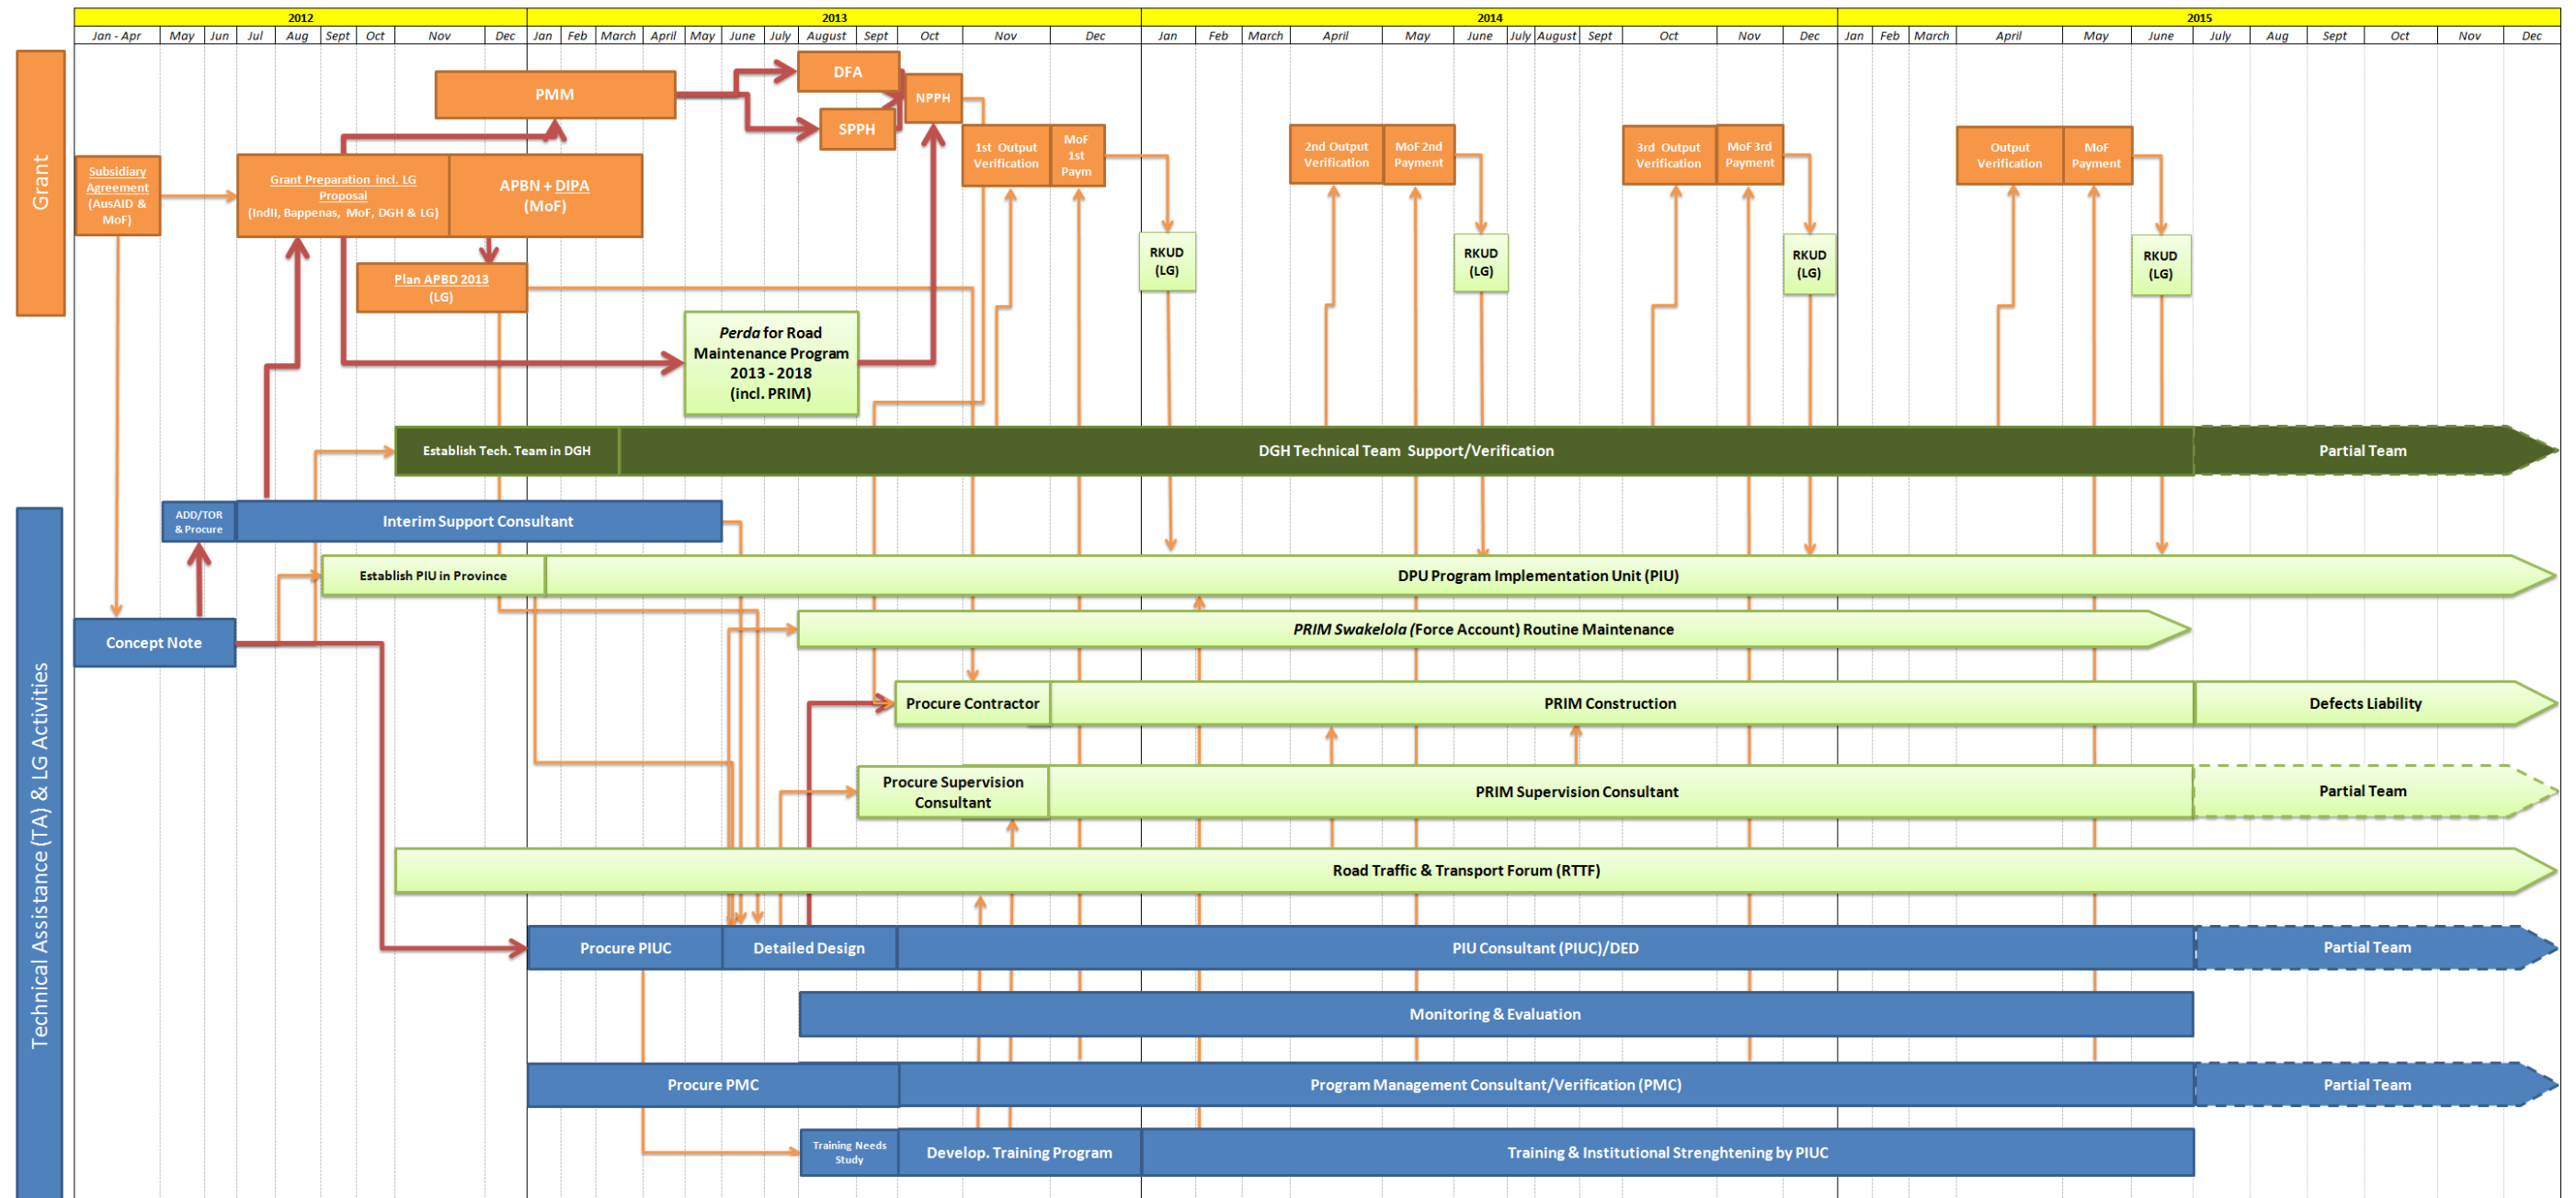 2012 2013 2014 2015
Jan - Apr May Jun Jul Aug Sept Oct Nov Dec Jan Feb March April May June July August Sept Oct Nov Dec Jan Feb March April May June July August Sept Oct Nov Dec Jan Feb March April May June July Aug Sept Oct Nov Dec
Grant
Subsidiary
Agreement
(AusAID &
MoF)
Grant Preparation incl. LG
Proposal
(IndII, Bappenas, MoF, DGH & LG)
APBN + DIPA
(MoF)
PMM
DFA
SPPH
NPPH
1st Output
Verification
MoF
1st
Paym
2nd Output
Verification
MoF 2nd
Payment
3rd Output
Verification
MoF 3rd
Payment
Output
Verification
MoF
Payment
RKUD
(LG)
RKUD
(LG)
RKUD
(LG)
RKUD
(LG)
Plan APBD 2013
(LG)
Perda for Road
Maintenance Program
2013 - 2018
(incl. PRIM)
Establish Tech. Team in DGH
DGH Technical Team Support/Verification
Partial Team
Technical Assistance (TA) & LG Activities
ADD/TOR
& Procure
Interim Support Consultant
Establish PIU in Province
DPU Program Implementation Unit (PIU)
Concept Note
PRIM Swakelola (Force Account) Routine Maintenance
Procure Contractor
PRIM Construction
Defects Liability
Procure Supervision
Consultant
PRIM Supervision Consultant
Partial Team
Road Traffic & Transport Forum (RTTF)
Procure PIUC
Detailed Design
PIU Consultant (PIUC)/DED
Partial Team
Monitoring & Evaluation
Procure PMC
Program Management Consultant/Verification (PMC)
Partial Team
Training Needs
Study
Develop. Training Program
Training & Institutional Strenghtening by PIUC